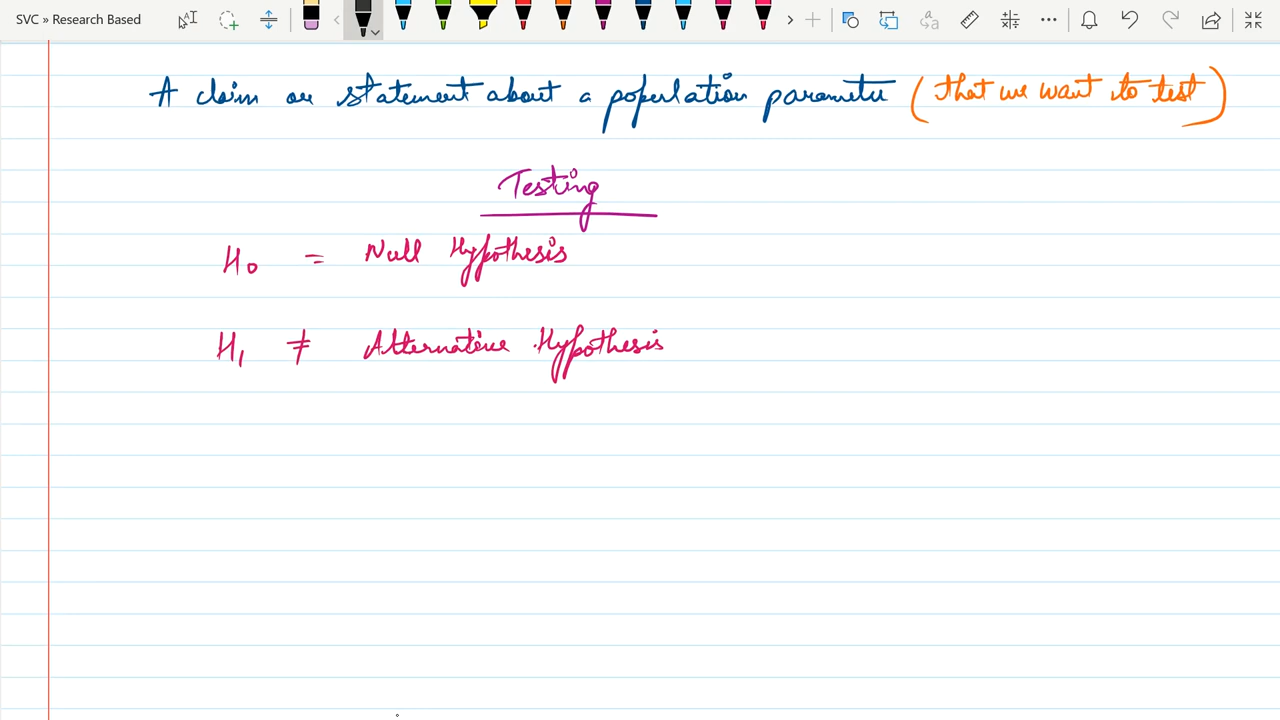 SVC » Research Based
A claim or statement about a population parameter (that we want to test)
Testing
H₀ = Null Hypothesis
H₁ ≠ Alternative Hypothesis